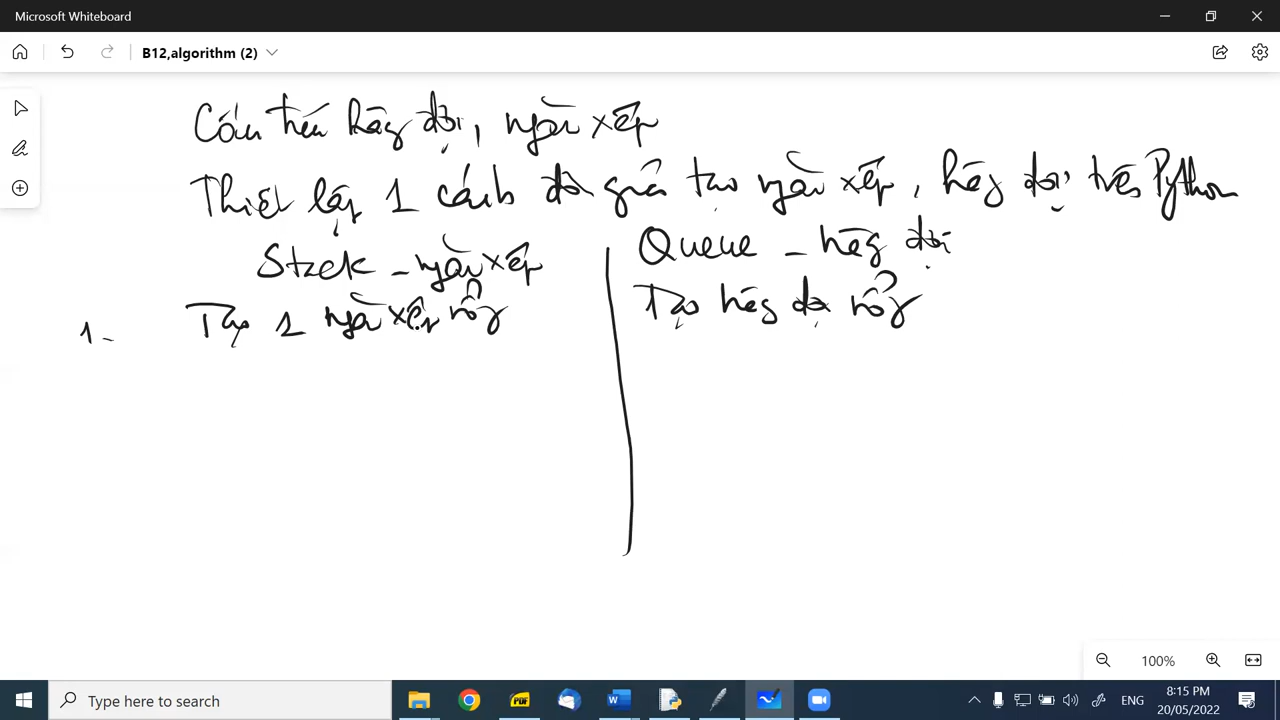 Microsoft Whiteboard
B12,algorithm (2)
Cấu trúc hàng đợi, ngăn xếp
Thiết lập 1 cách đơn giản tạo ngăn xếp, hàng đợi trên Python
Stack - ngăn xếp
Queue - hàng đợi
1- Tạo 1 ngăn xếp rỗng
Tạo hàng đợi rỗng
100%
Type here to search
PDF
ENG
8:15 PM
20/05/2022